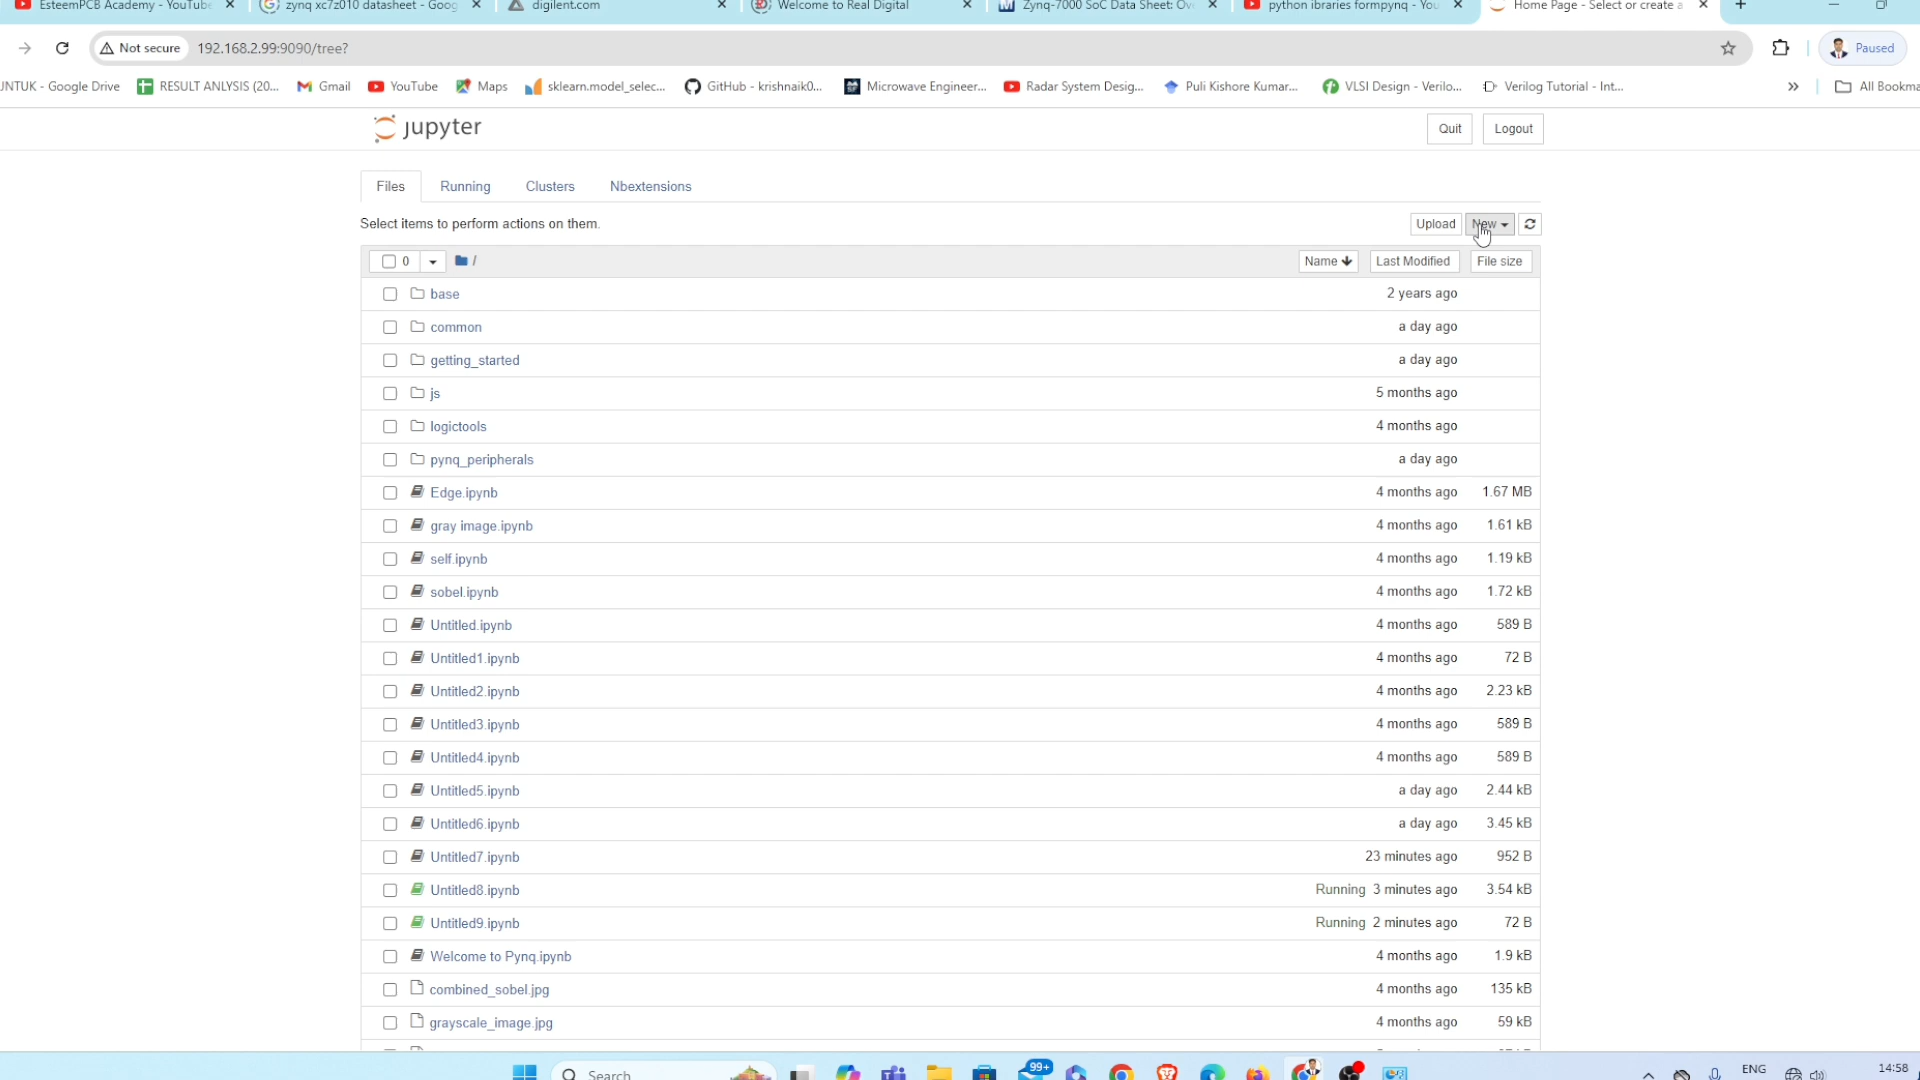 EsteemPCB Academy - YouTub
zynq xc7z010 datasheet - Goog
digilent.com
Welcome to Real Digital
Zynq-7000 SoC Data Sheet: Ov
python ibraries formpynq - You
Home Page - Select or create a
Not secure 192.168.2.99:9090/tree?
Paused
JNTUK - Google Drive
RESULT ANLYSIS (20...
Gmail
YouTube
Maps
sklearn.model_selec...
GitHub - krishnaik0...
Microwave Engineer...
Radar System Desig...
Puli Kishore Kumar...
VLSI Design - Verilo...
Verilog Tutorial - Int...
»
All Bookma
jupyter
Quit Logout
Files Running Clusters Nbextensions
Select items to perform actions on them.
Upload New
0 / Name Last Modified File size
base 2 years ago
common a day ago
getting_started a day ago
js 5 months ago
logictools 4 months ago
pynq_peripherals a day ago
Edge.ipynb 4 months ago 1.67 MB
gray image.ipynb 4 months ago 1.61 kB
self.ipynb 4 months ago 1.19 kB
sobel.ipynb 4 months ago 1.72 kB
Untitled.ipynb 4 months ago 589 B
Untitled1.ipynb 4 months ago 72 B
Untitled2.ipynb 4 months ago 2.23 kB
Untitled3.ipynb 4 months ago 589 B
Untitled4.ipynb 4 months ago 589 B
Untitled5.ipynb a day ago 2.44 kB
Untitled6.ipynb a day ago 3.45 kB
Untitled7.ipynb 23 minutes ago 952 B
Untitled8.ipynb Running 3 minutes ago 3.54 kB
Untitled9.ipynb Running 2 minutes ago 72 B
Welcome to Pynq.ipynb 4 months ago 1.9 kB
combined_sobel.jpg 4 months ago 135 kB
grayscale_image.jpg 4 months ago 59 kB
Search
99+
ENG
14:58